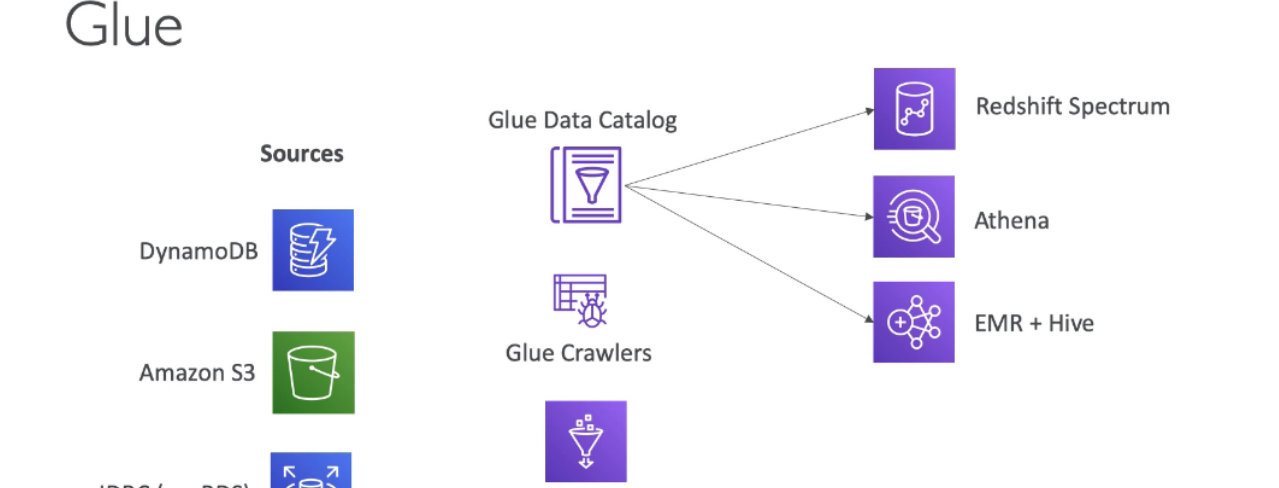 Glue
Sources
DynamoDB
Amazon S3
Glue Data Catalog
Glue Crawlers
Redshift Spectrum
Athena
EMR + Hive